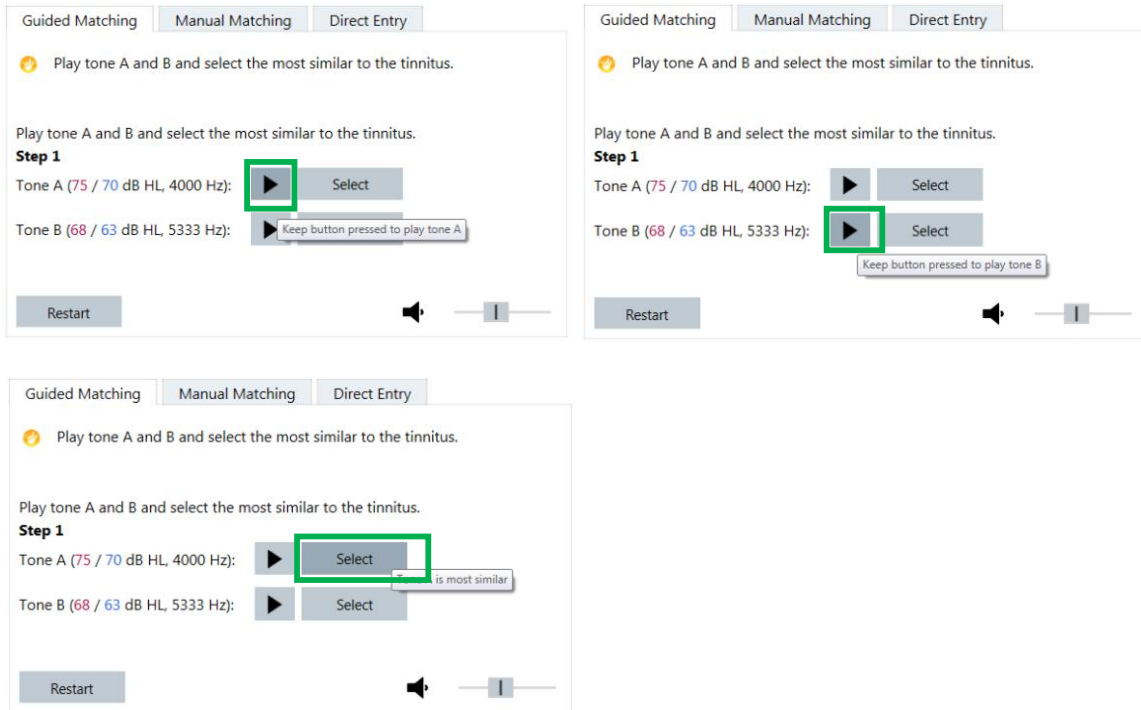 Guided Matching Manual Matching Direct Entry
Play tone A and B and select the most similar to the tinnitus.
Play tone A and B and select the most similar to the tinnitus.
Step 1
Tone A (75 / 70 dB HL, 4000 Hz): Select
Tone B (68 / 63 dB HL, 5333 Hz): Keep button pressed to play tone A
Restart
Guided Matching Manual Matching Direct Entry
Play tone A and B and select the most similar to the tinnitus.
Play tone A and B and select the most similar to the tinnitus.
Step 1
Tone A (75 / 70 dB HL, 4000 Hz): Select
Tone B (68 / 63 dB HL, 5333 Hz): Select
Keep button pressed to play tone B
Restart
Guided Matching Manual Matching Direct Entry
Play tone A and B and select the most similar to the tinnitus.
Play tone A and B and select the most similar to the tinnitus.
Step 1
Tone A (75 / 70 dB HL, 4000 Hz): Select
is most similar
Tone B (68 / 63 dB HL, 5333 Hz): Select
Restart